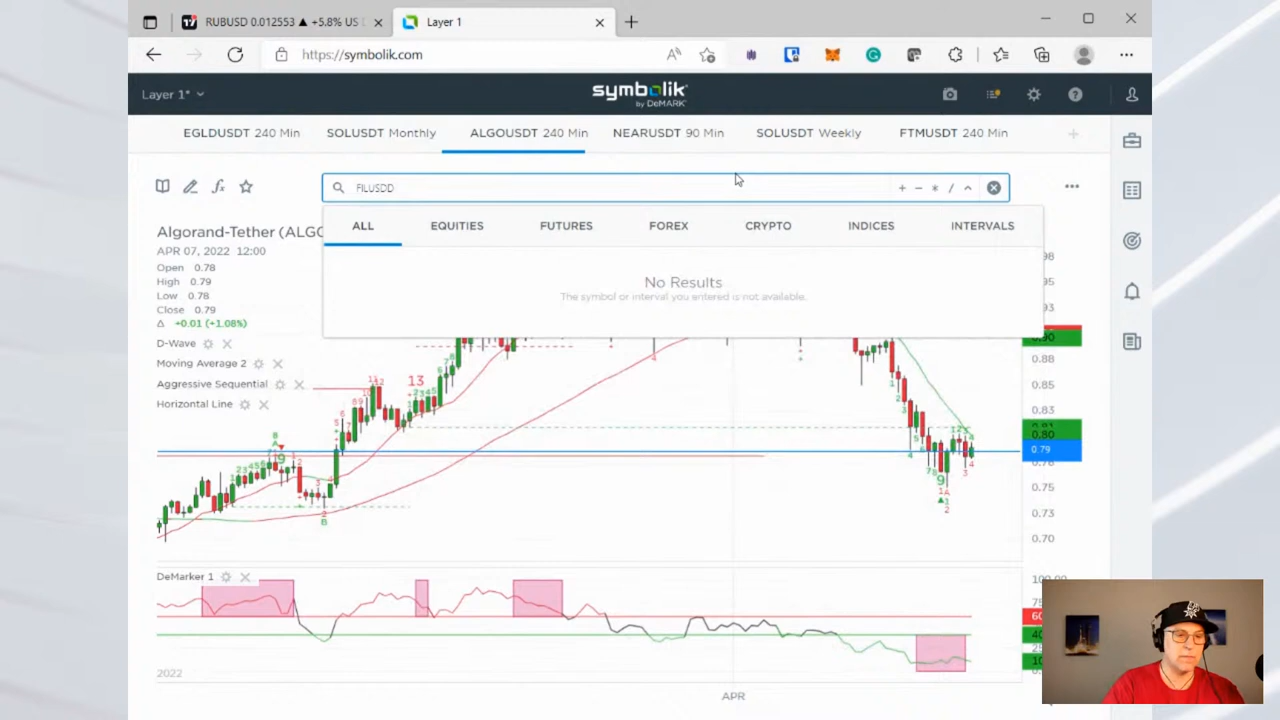 RUBUSD 0.012553 ▲ +5.8% US
Layer 1
https://symbolik.com
Layer 1*
symbolik
by DeMARK
EGLDUSDT 240 Min
SOLUSDT Monthly
ALGOUSDT 240 Min
NEARUSDT 90 Min
SOLUSDT Weekly
FTMUSDT 240 Min
FILUSDD
ALL
EQUITIES
FUTURES
FOREX
CRYPTO
INDICES
INTERVALS
No Results
The symbol or interval you entered is not available.
Algorand-Tether (ALGO
APR 07, 2022 12:00
Open 0.78
High 0.79
Low 0.78
Close 0.79
Δ +0.01 (+1.08%)
D-Wave
Moving Average 2
Aggressive Sequential
Horizontal Line
13
0.90
0.88
0.85
0.83
0.80
0.79
0.75
0.73
0.70
DeMarker 1
2022
APR